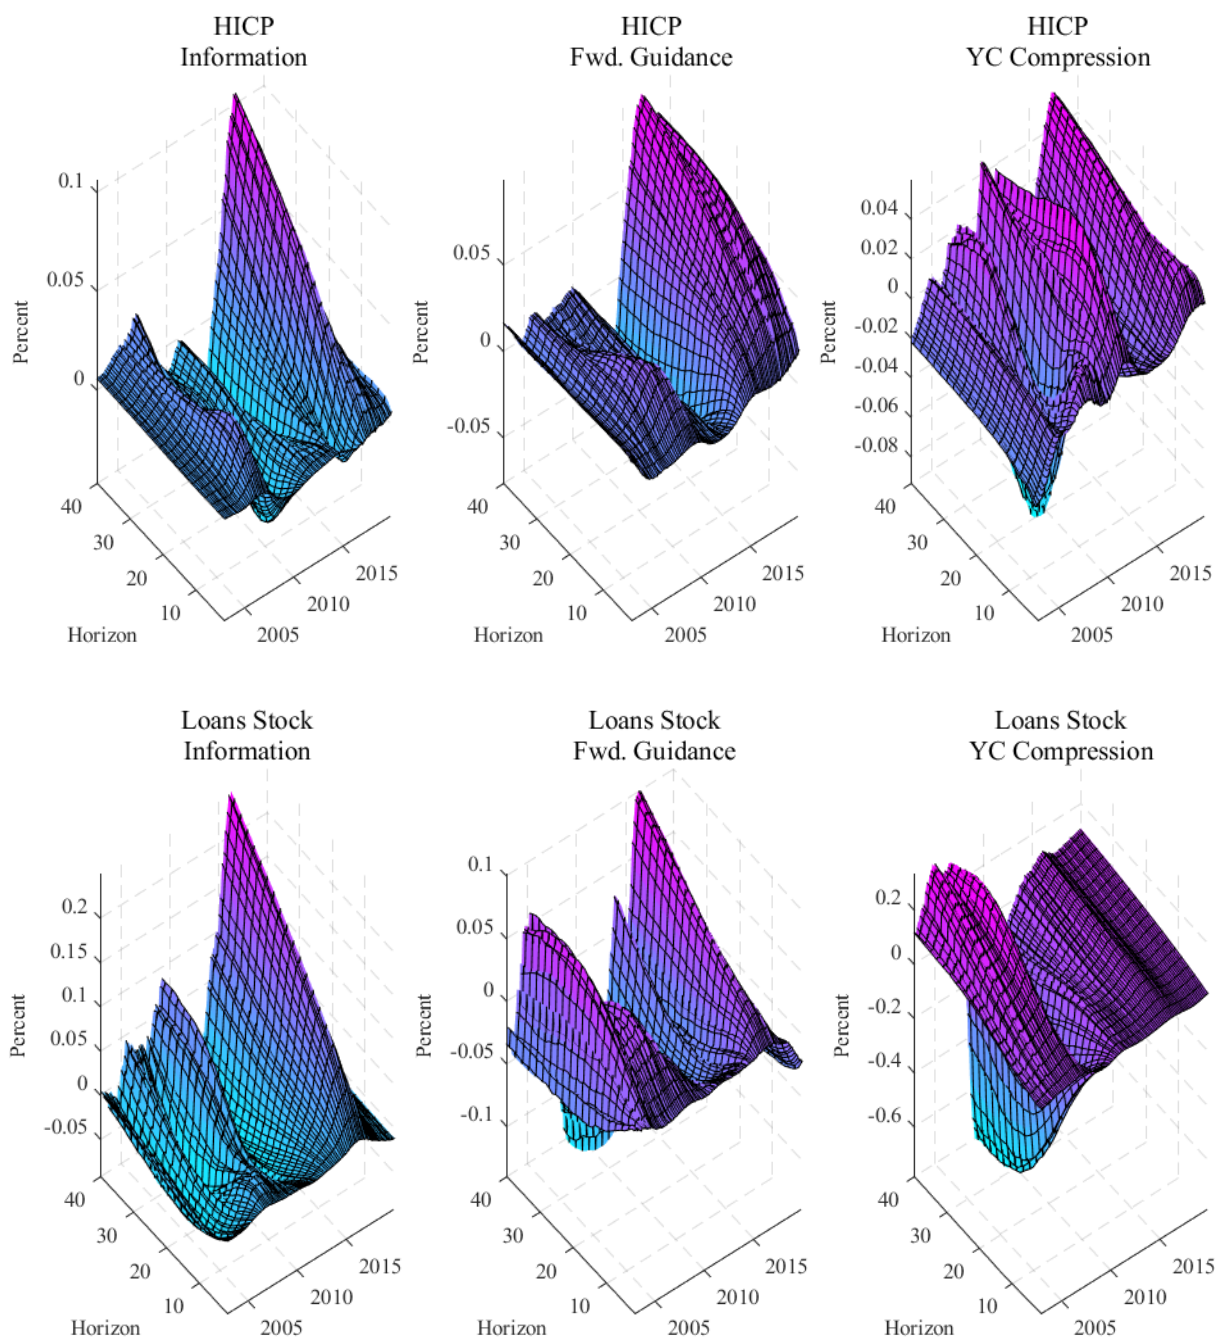 HICP
Information
HICP
Fwd. Guidance
HICP
YC Compression
0.1
0.05
0
Percent
40
30
20
10
Horizon
2005
2010
2015
0.05
0
-0.05
Percent
40
30
20
10
Horizon
2005
2010
2015
0.04
0.02
0
-0.02
-0.04
-0.06
-0.08
Percent
40
30
20
10
Horizon
2005
2010
2015
Loans Stock
Information
Loans Stock
Fwd. Guidance
Loans Stock
YC Compression
0.2
0.15
0.1
0.05
0
-0.05
Percent
40
30
20
10
Horizon
2005
2010
2015
0.1
0.05
0
-0.05
-0.1
Percent
40
30
20
10
Horizon
2005
2010
2015
0.2
0
-0.2
-0.4
-0.6
Percent
40
30
20
10
Horizon
2005
2010
2015